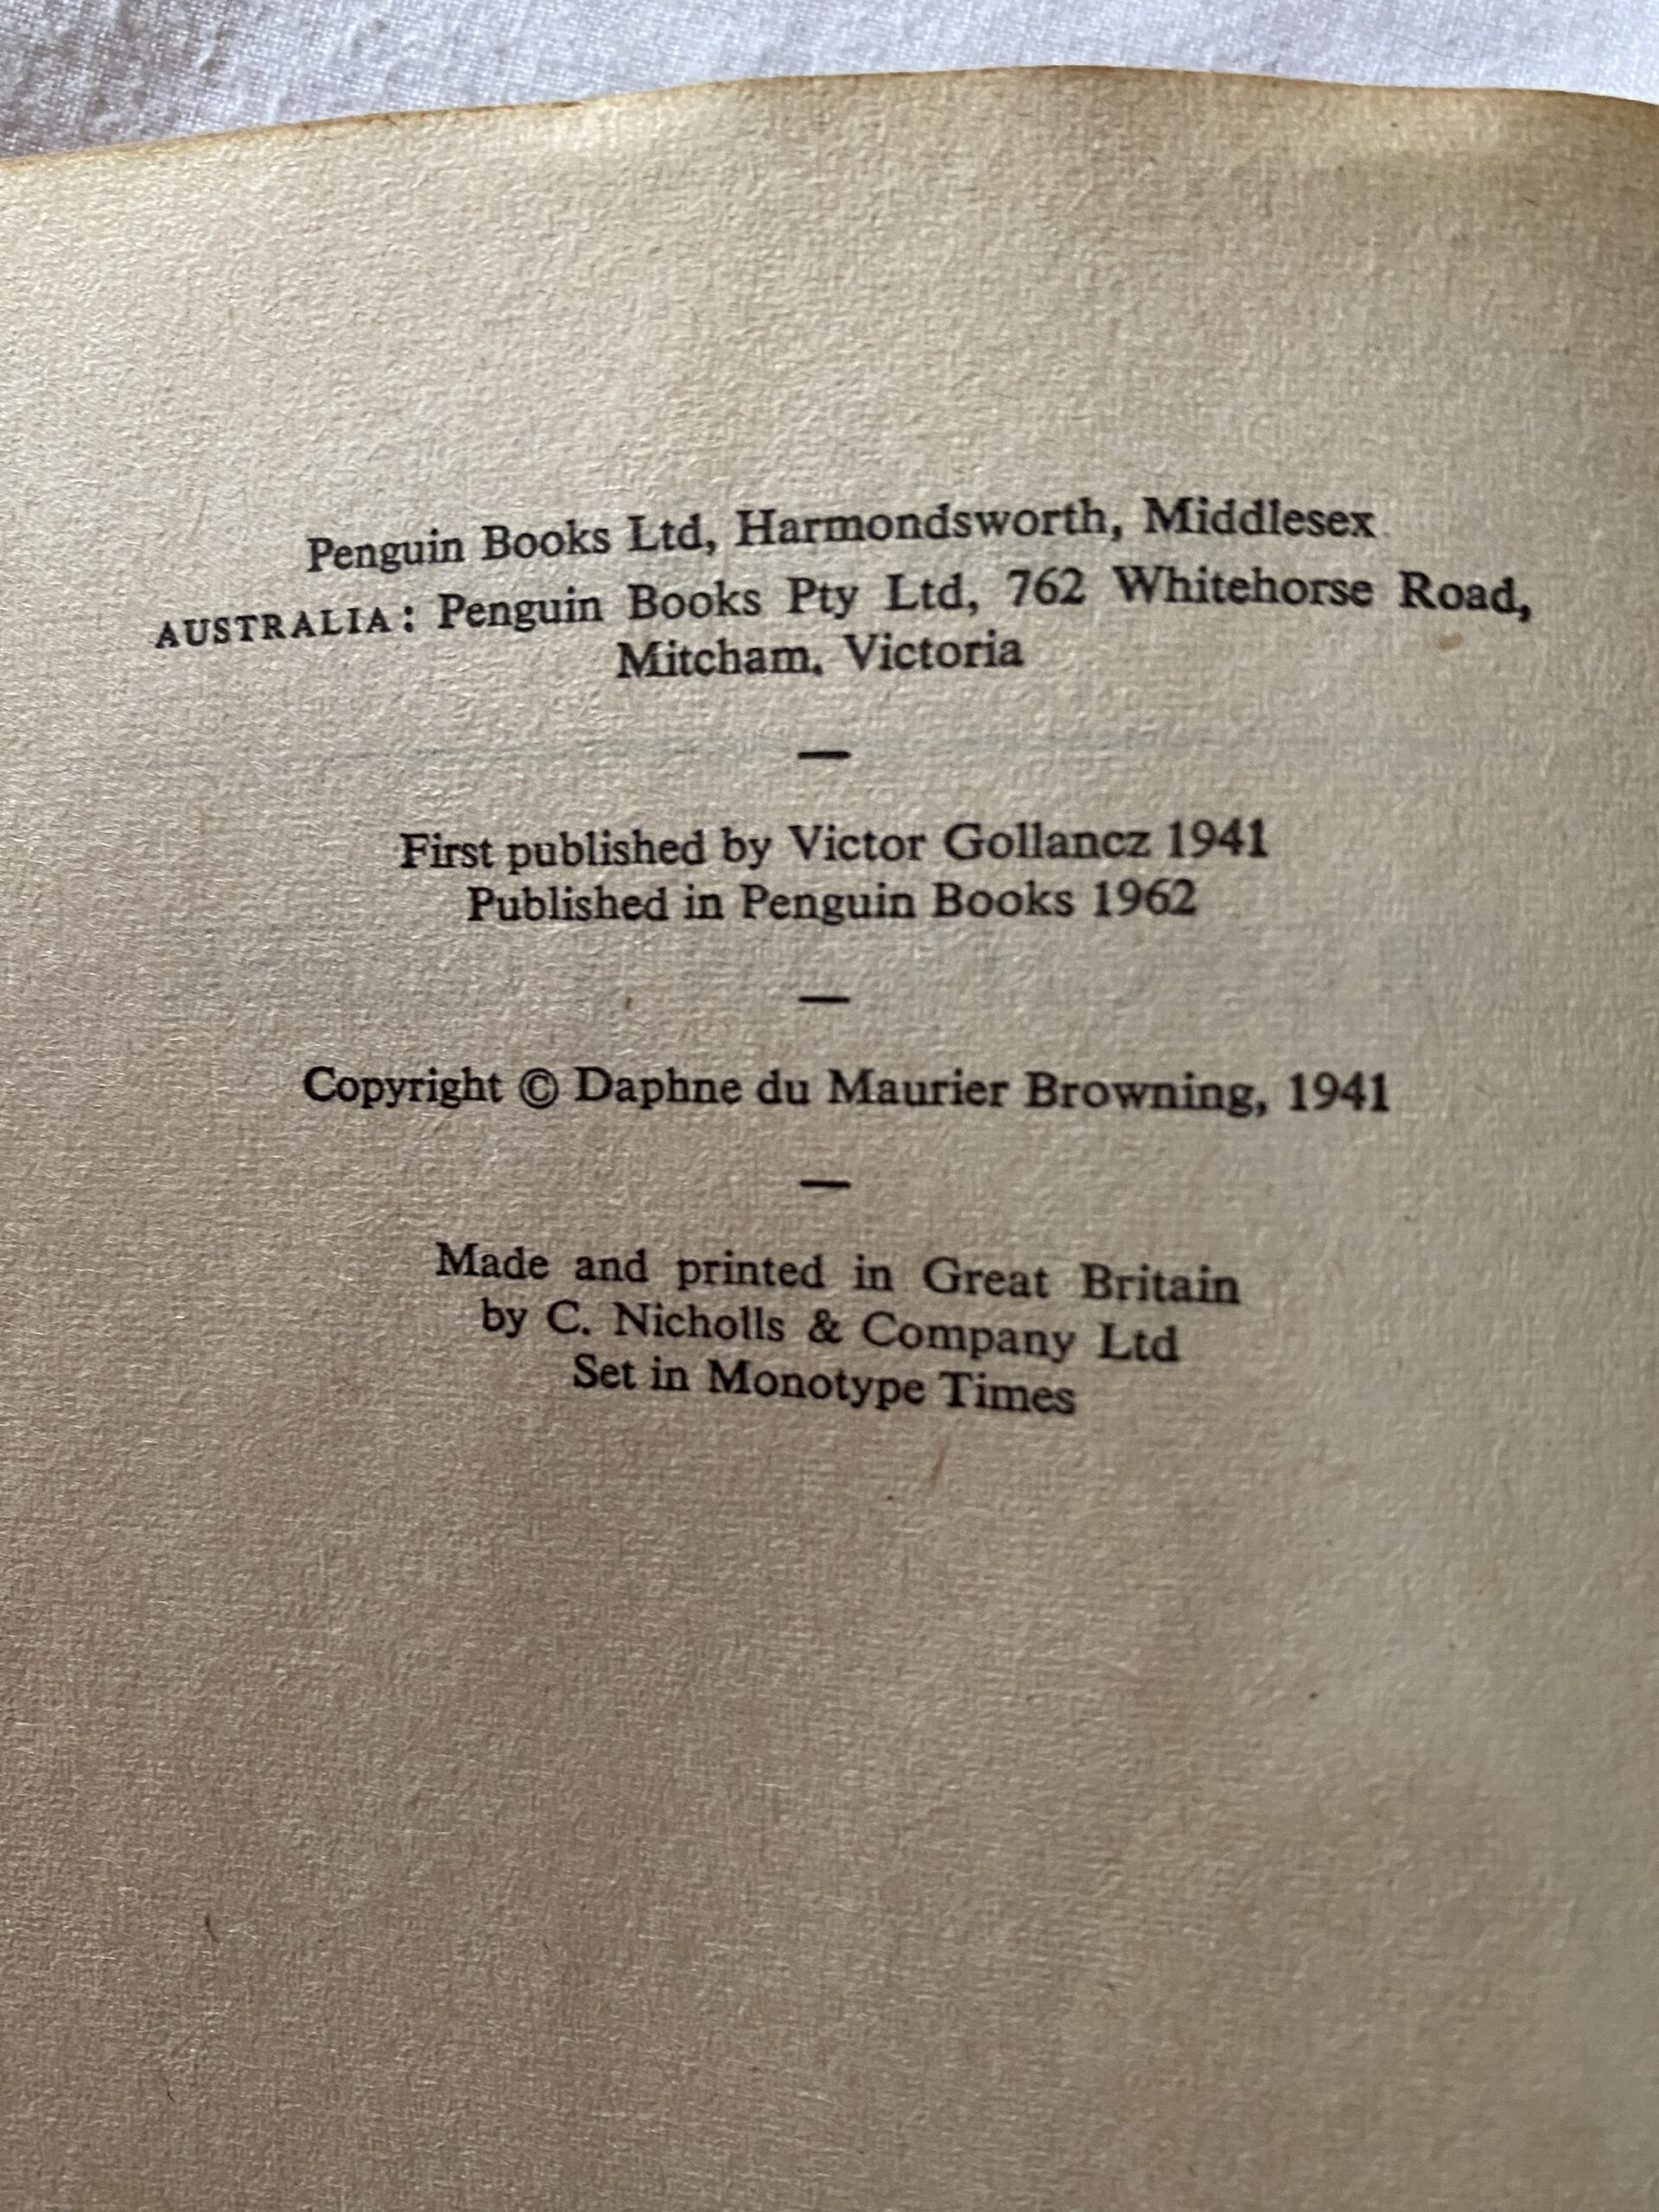 Penguin Books Ltd, Harmondsworth, Middlesex
AUSTRALIA: Penguin Books Pty Ltd, 762 Whitehorse Road,
Mitcham, Victoria
—
First published by Victor Gollancz 1941
Published in Penguin Books 1962
—
Copyright © Daphne du Maurier Browning, 1941
—
Made and printed in Great Britain
by C. Nicholls & Company Ltd
Set in Monotype Times